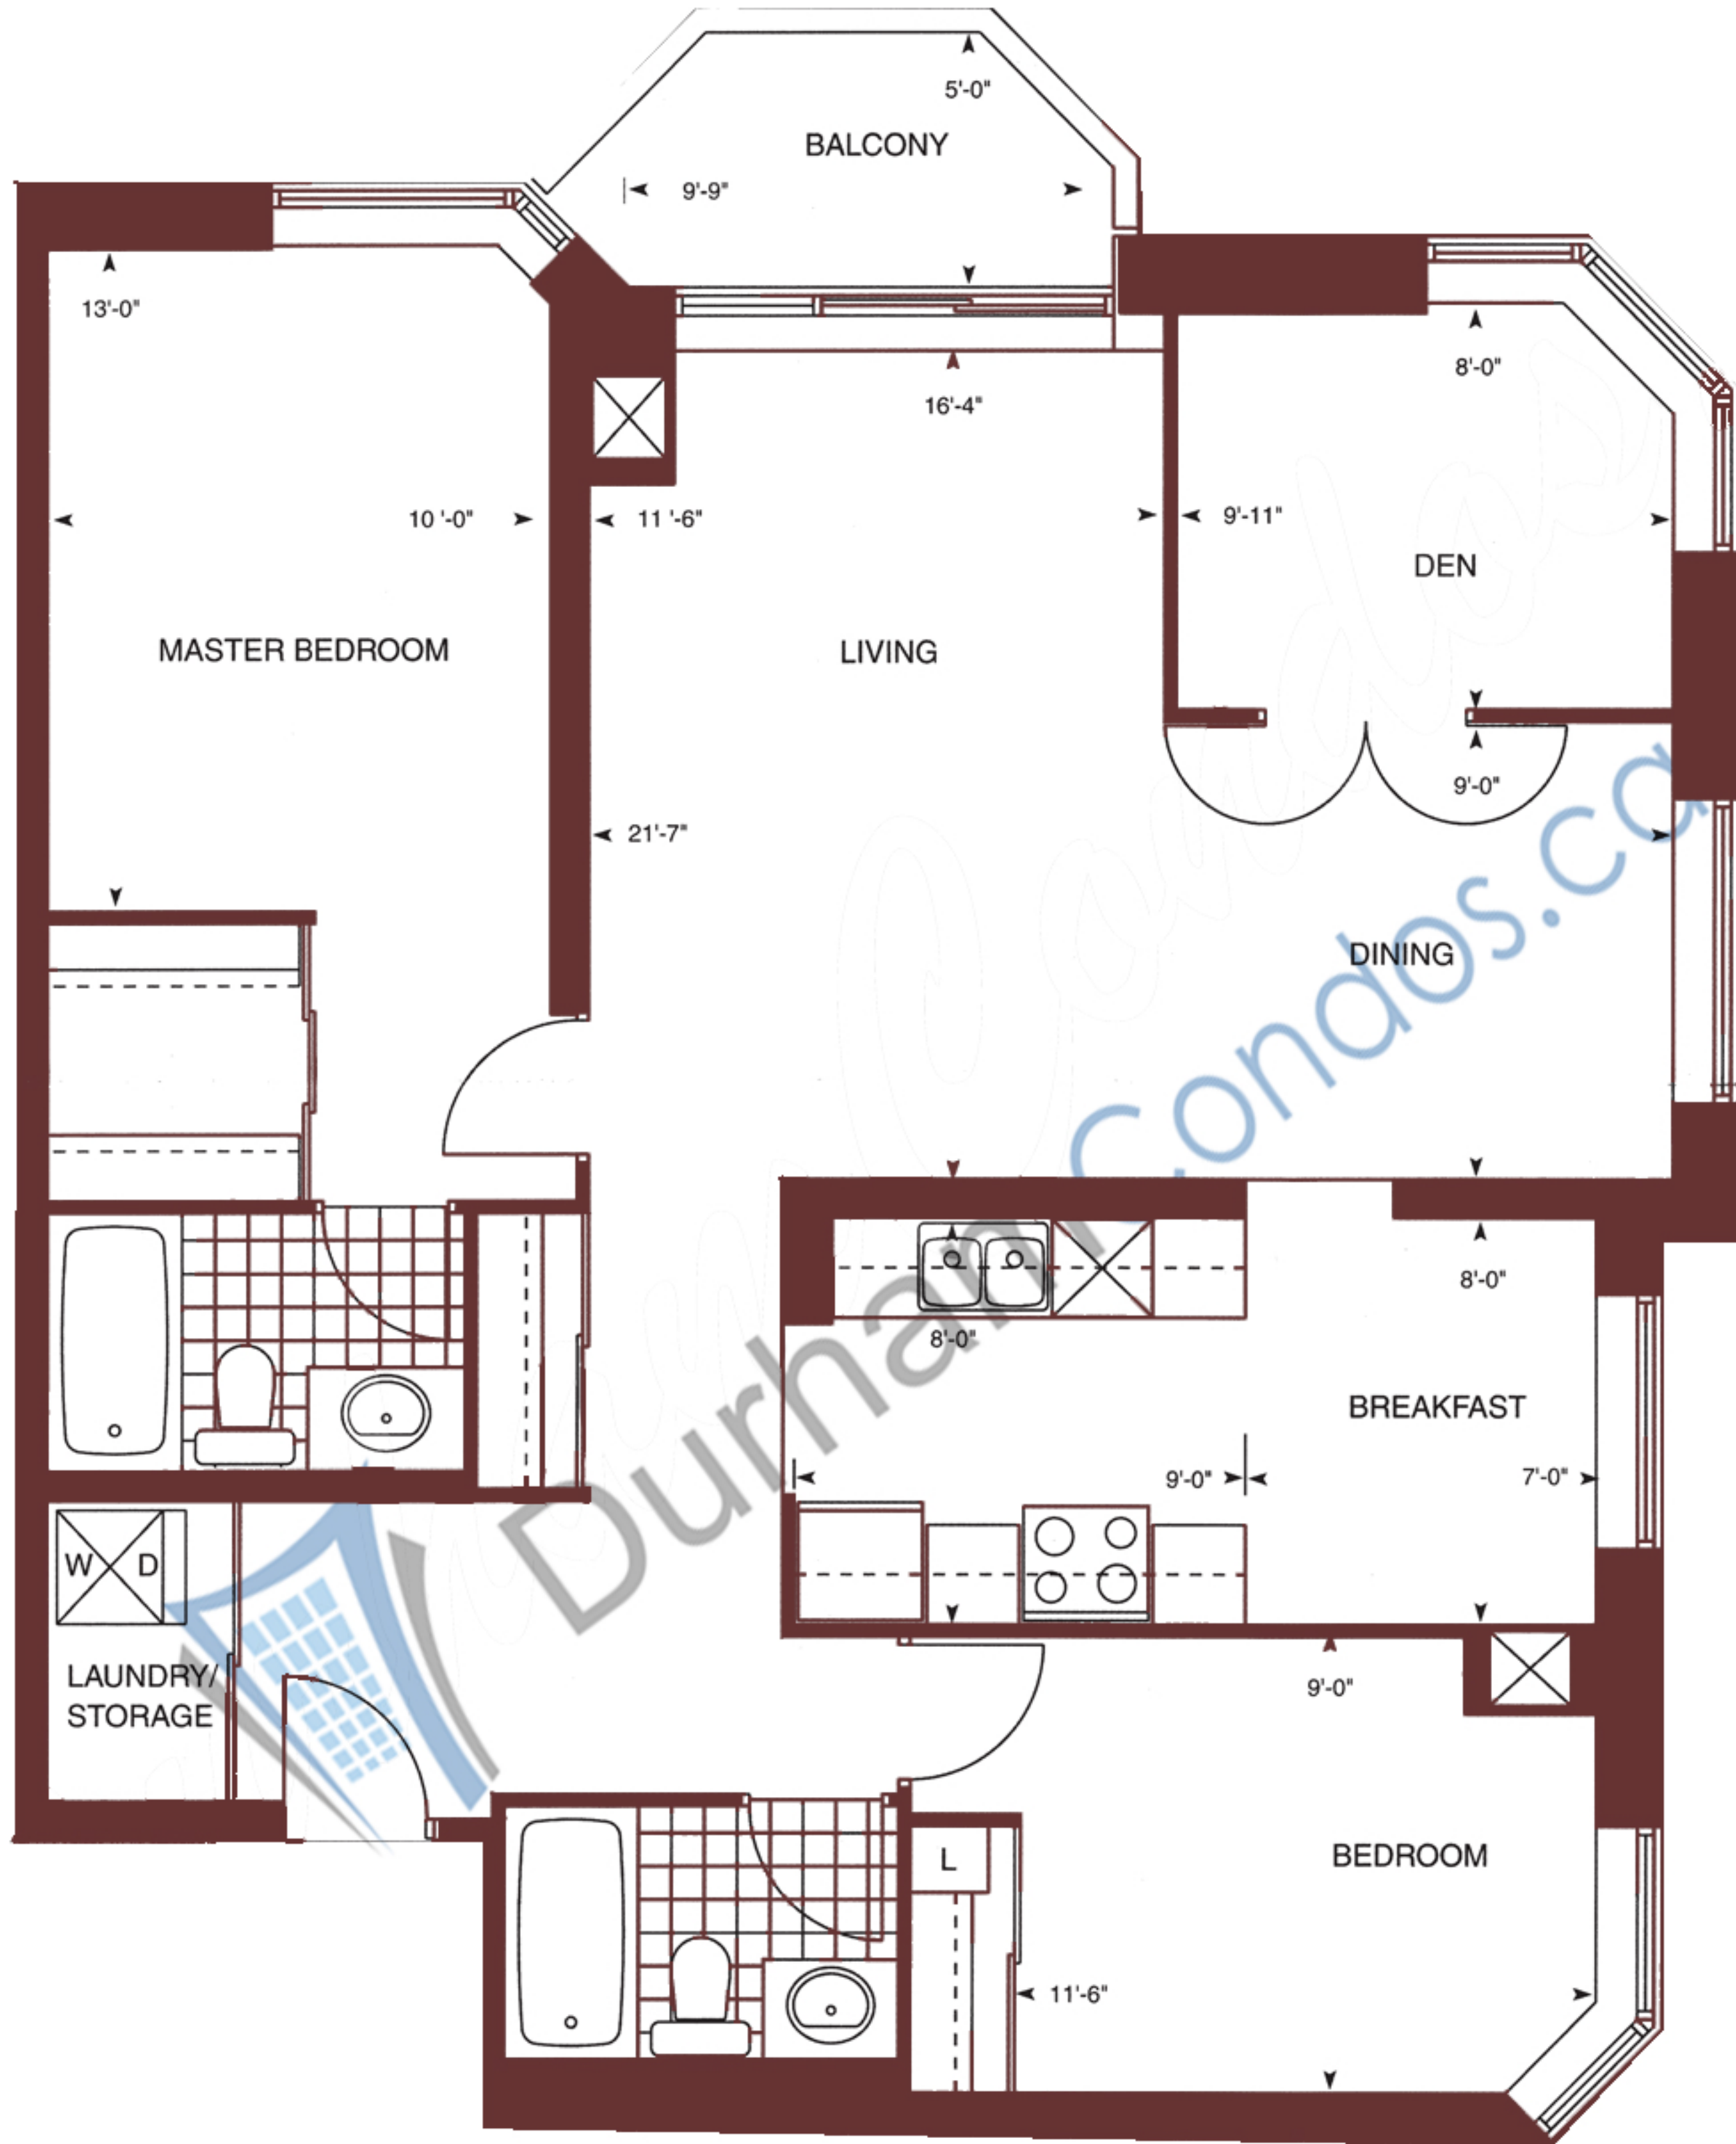 5'-0"
BALCONY
9'-9"
13'-0"
8'-0"
16'-4"
10 '-0"
11 '-6"
9'-11"
DEN
MASTER BEDROOM
LIVING
9'-0"
21'-7"
DINING
8'-0"
8'-0"
BREAKFAST
9'-0"
7'-0"
W D
LAUNDRY/
STORAGE
9'-0"
BEDROOM
L
11'-6"
DurhamCondos.ca